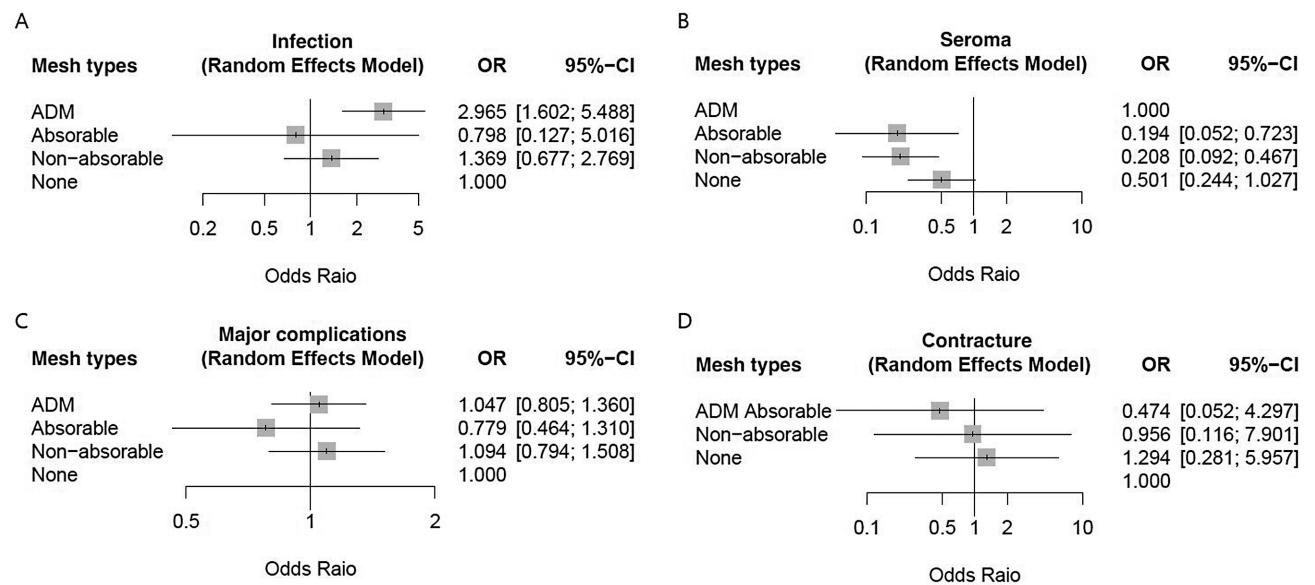 A
Infection
Mesh types (Random Effects Model) OR 95%−CI
ADM 2.965 [1.602; 5.488]
Absorable 0.798 [0.127; 5.016]
Non−absorable 1.369 [0.677; 2.769]
None 1.000
0.2 0.5 1 2 5
Odds Raio
B
Seroma
Mesh types (Random Effects Model) OR 95%−CI
ADM 1.000
Absorable 0.194 [0.052; 0.723]
Non−absorable 0.208 [0.092; 0.467]
None 0.501 [0.244; 1.027]
0.1 0.5 1 2 10
Odds Raio
C
Major complications
Mesh types (Random Effects Model) OR 95%−CI
ADM 1.047 [0.805; 1.360]
Absorable 0.779 [0.464; 1.310]
Non−absorable 1.094 [0.794; 1.508]
None 1.000
0.5 1 2
Odds Raio
D
Contracture
Mesh types (Random Effects Model) OR 95%−CI
ADM Absorable 0.474 [0.052; 4.297]
Non−absorable 0.956 [0.116; 7.901]
None 1.294 [0.281; 5.957]
1.000
0.1 0.5 1 2 10
Odds Raio